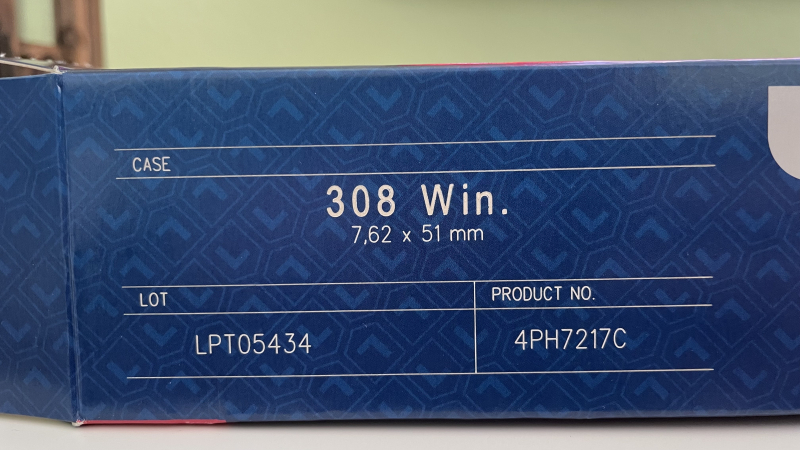 CASE
308 Win.
7,62 x 51 mm
LOT
PRODUCT NO.
LPT05434
4PH7217C